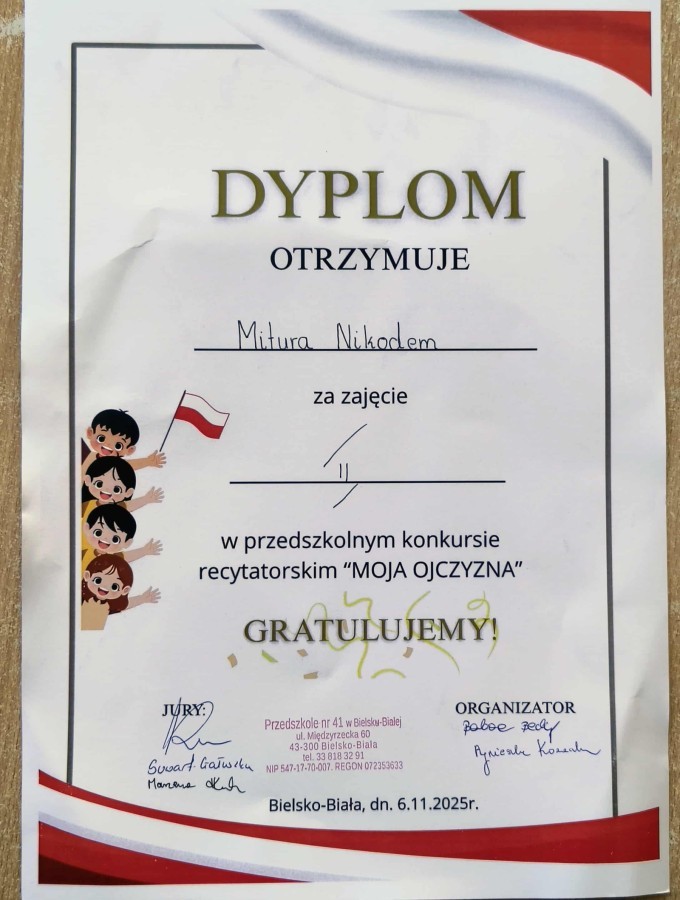 DYPLOM
OTRZYMUJE
Mitura Nikodem
za zajęcie
II
w przedszkolnym konkursie
recytatorskim “MOJA OJCZYZNA”
GRATULUJEMY!
JURY:
ORGANIZATOR
Przedszkole nr 41 w Bielsku-Białej
ul. Międzyrzecka 60
43-300 Bielsko-Biała
tel. 33 818 32 91
NIP 547-17-70-007. REGON 072353633
Agnieszka
Marzena
Bielsko-Biała, dn. 6.11.2025r.